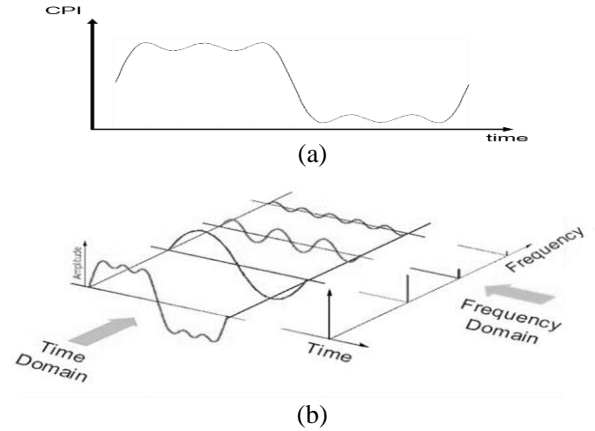 CPI
time
(a)
Amplitude
Time
Domain
Time
Frequency
Frequency
Domain
(b)